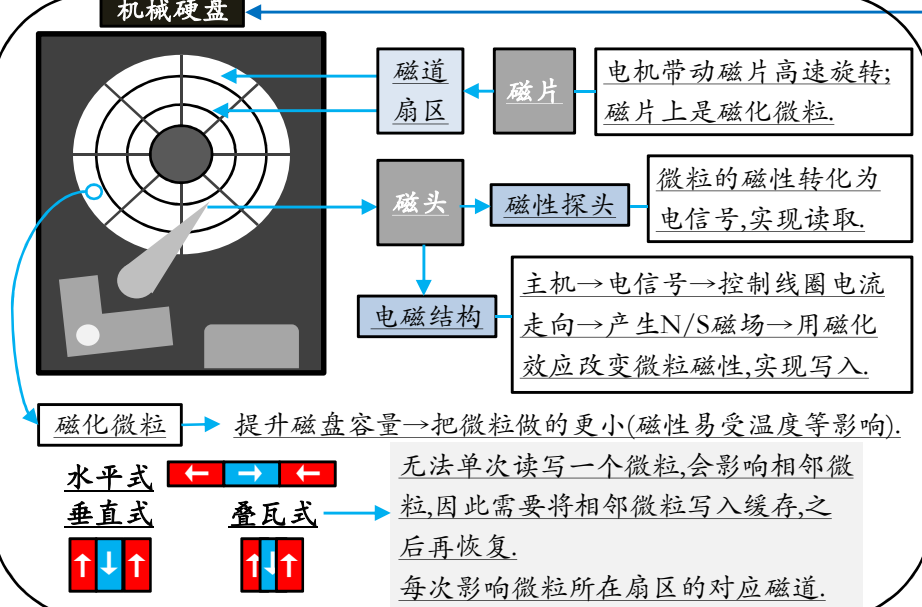 机械硬盘
磁道
扇区
磁片
电机带动磁片高速旋转;
磁片上是磁化微粒.
磁头
磁性探头
微粒的磁性转化为
电信号,实现读取.
电磁结构
主机→电信号→控制线圈电流
走向→产生N/S磁场→用磁化
效应改变微粒磁性,实现写入.
磁化微粒
提升磁盘容量→把微粒做的更小(磁性易受温度等影响).
水平式
垂直式
叠瓦式
无法单次读写一个微粒,会影响相邻微
粒,因此需要将相邻微粒写入缓存,之
后再恢复.
每次影响微粒所在扇区的对应磁道.